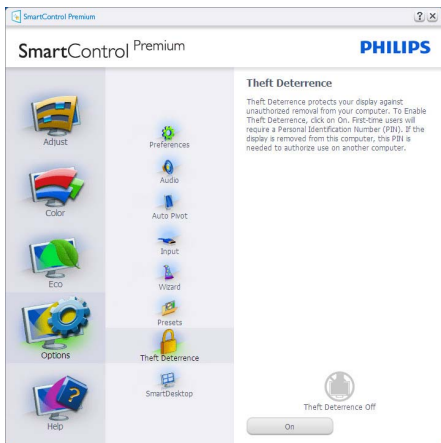 SmartControl Premium
SmartControl Premium
PHILIPS
Adjust
Color
Eco
Options
Help
Preferences
Audio
Auto Pivot
Input
Wizard
Presets
Theft Deterrence
SmartDesktop
Theft Deterrence
Theft Deterrence protects your display against
unauthorized removal from your computer. To Enable
Theft Deterrence, click on On. First-time users will
require a Personal Identification Number (PIN). If the
display is removed from this computer, this PIN is
needed to authorize use on another computer.
Theft Deterrence Off
On